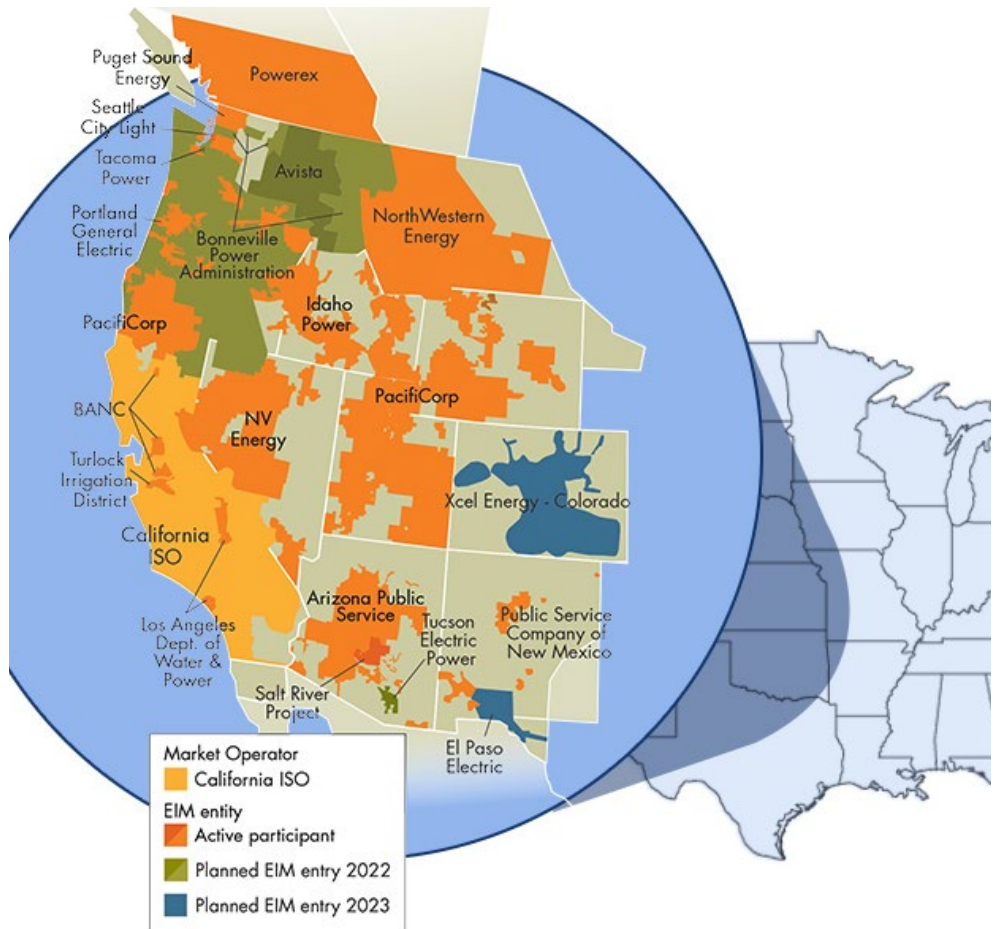 Puget Sound
Energy
Powerex
Seattle
City Light
Tacoma
Power
Avista
Portland
General
Electric
NorthWestern
Energy
Bonneville
Power
Administration
Idaho
Power
PacifiCorp
PacifiCorp
BANC
NV
Energy
Turlock
Irrigation
District
Xcel Energy - Colorado
California
ISO
Arizona Public
Service
Tucson
Electric
Power
Public Service
Company of
New Mexico
Los Angeles
Dept. of
Water &
Power
Salt River
Project
El Paso
Electric
Market Operator
California ISO
EIM entity
Active participant
Planned EIM entry 2022
Planned EIM entry 2023